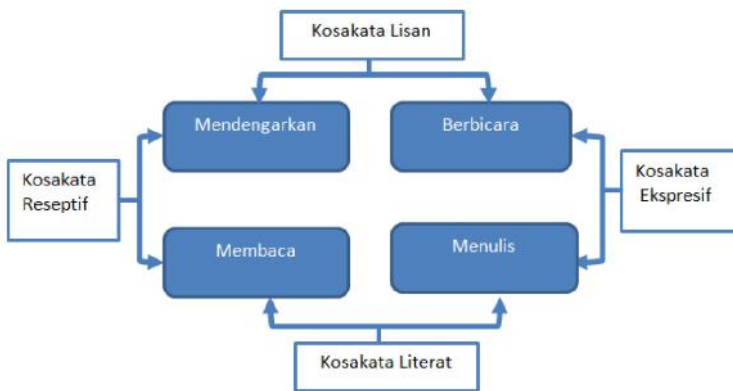 Kosakata Lisan
Mendengarkan
Berbicara
Kosakata
Reseptif
Kosakata
Ekspresif
Membaca
Menulis
Kosakata Literat